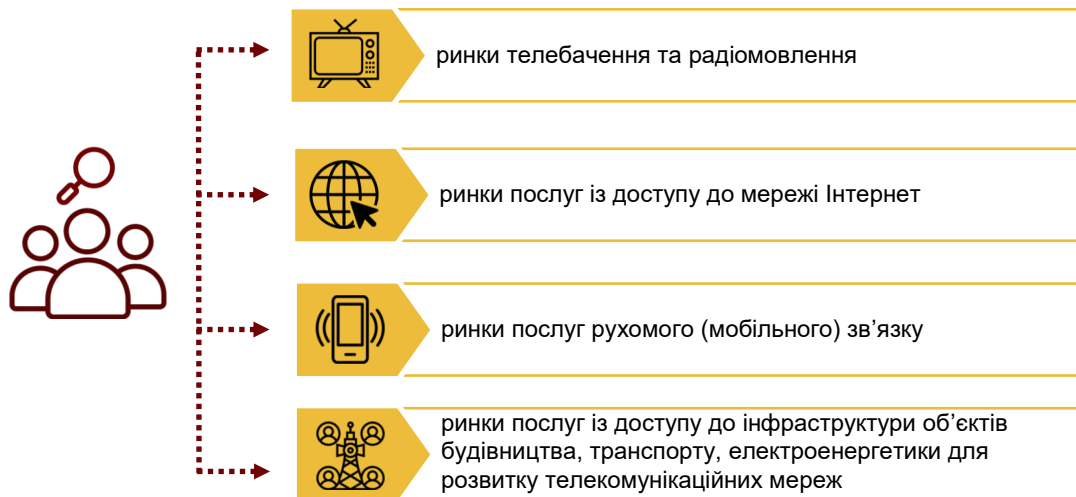 ринки телебачення та радіомовлення
ринки послуг із доступу до мережі Інтернет
ринки послуг рухомого (мобільного) зв’язку
ринки послуг із доступу до інфраструктури об’єктів
будівництва, транспорту, електроенергетики для
розвитку телекомунікаційних мереж